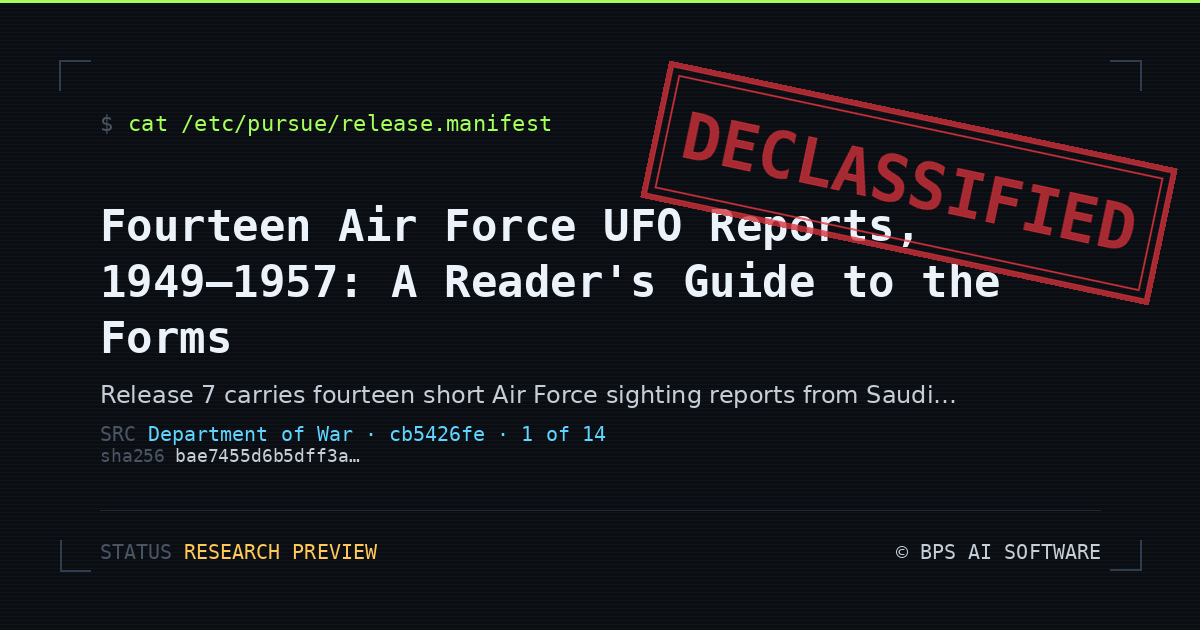 $ cat /etc/pursue/release.manifest
DECLASSIFIED
Fourteen Air Force UFO Reports,
1949–1957: A Reader's Guide to the
Forms
Release 7 carries fourteen short Air Force sighting reports from Saudi…
SRC Department of War · cb5426fe · 1 of 14
sha256 bae7455d6b5dff3a…
STATUS RESEARCH PREVIEW
© BPS AI SOFTWARE